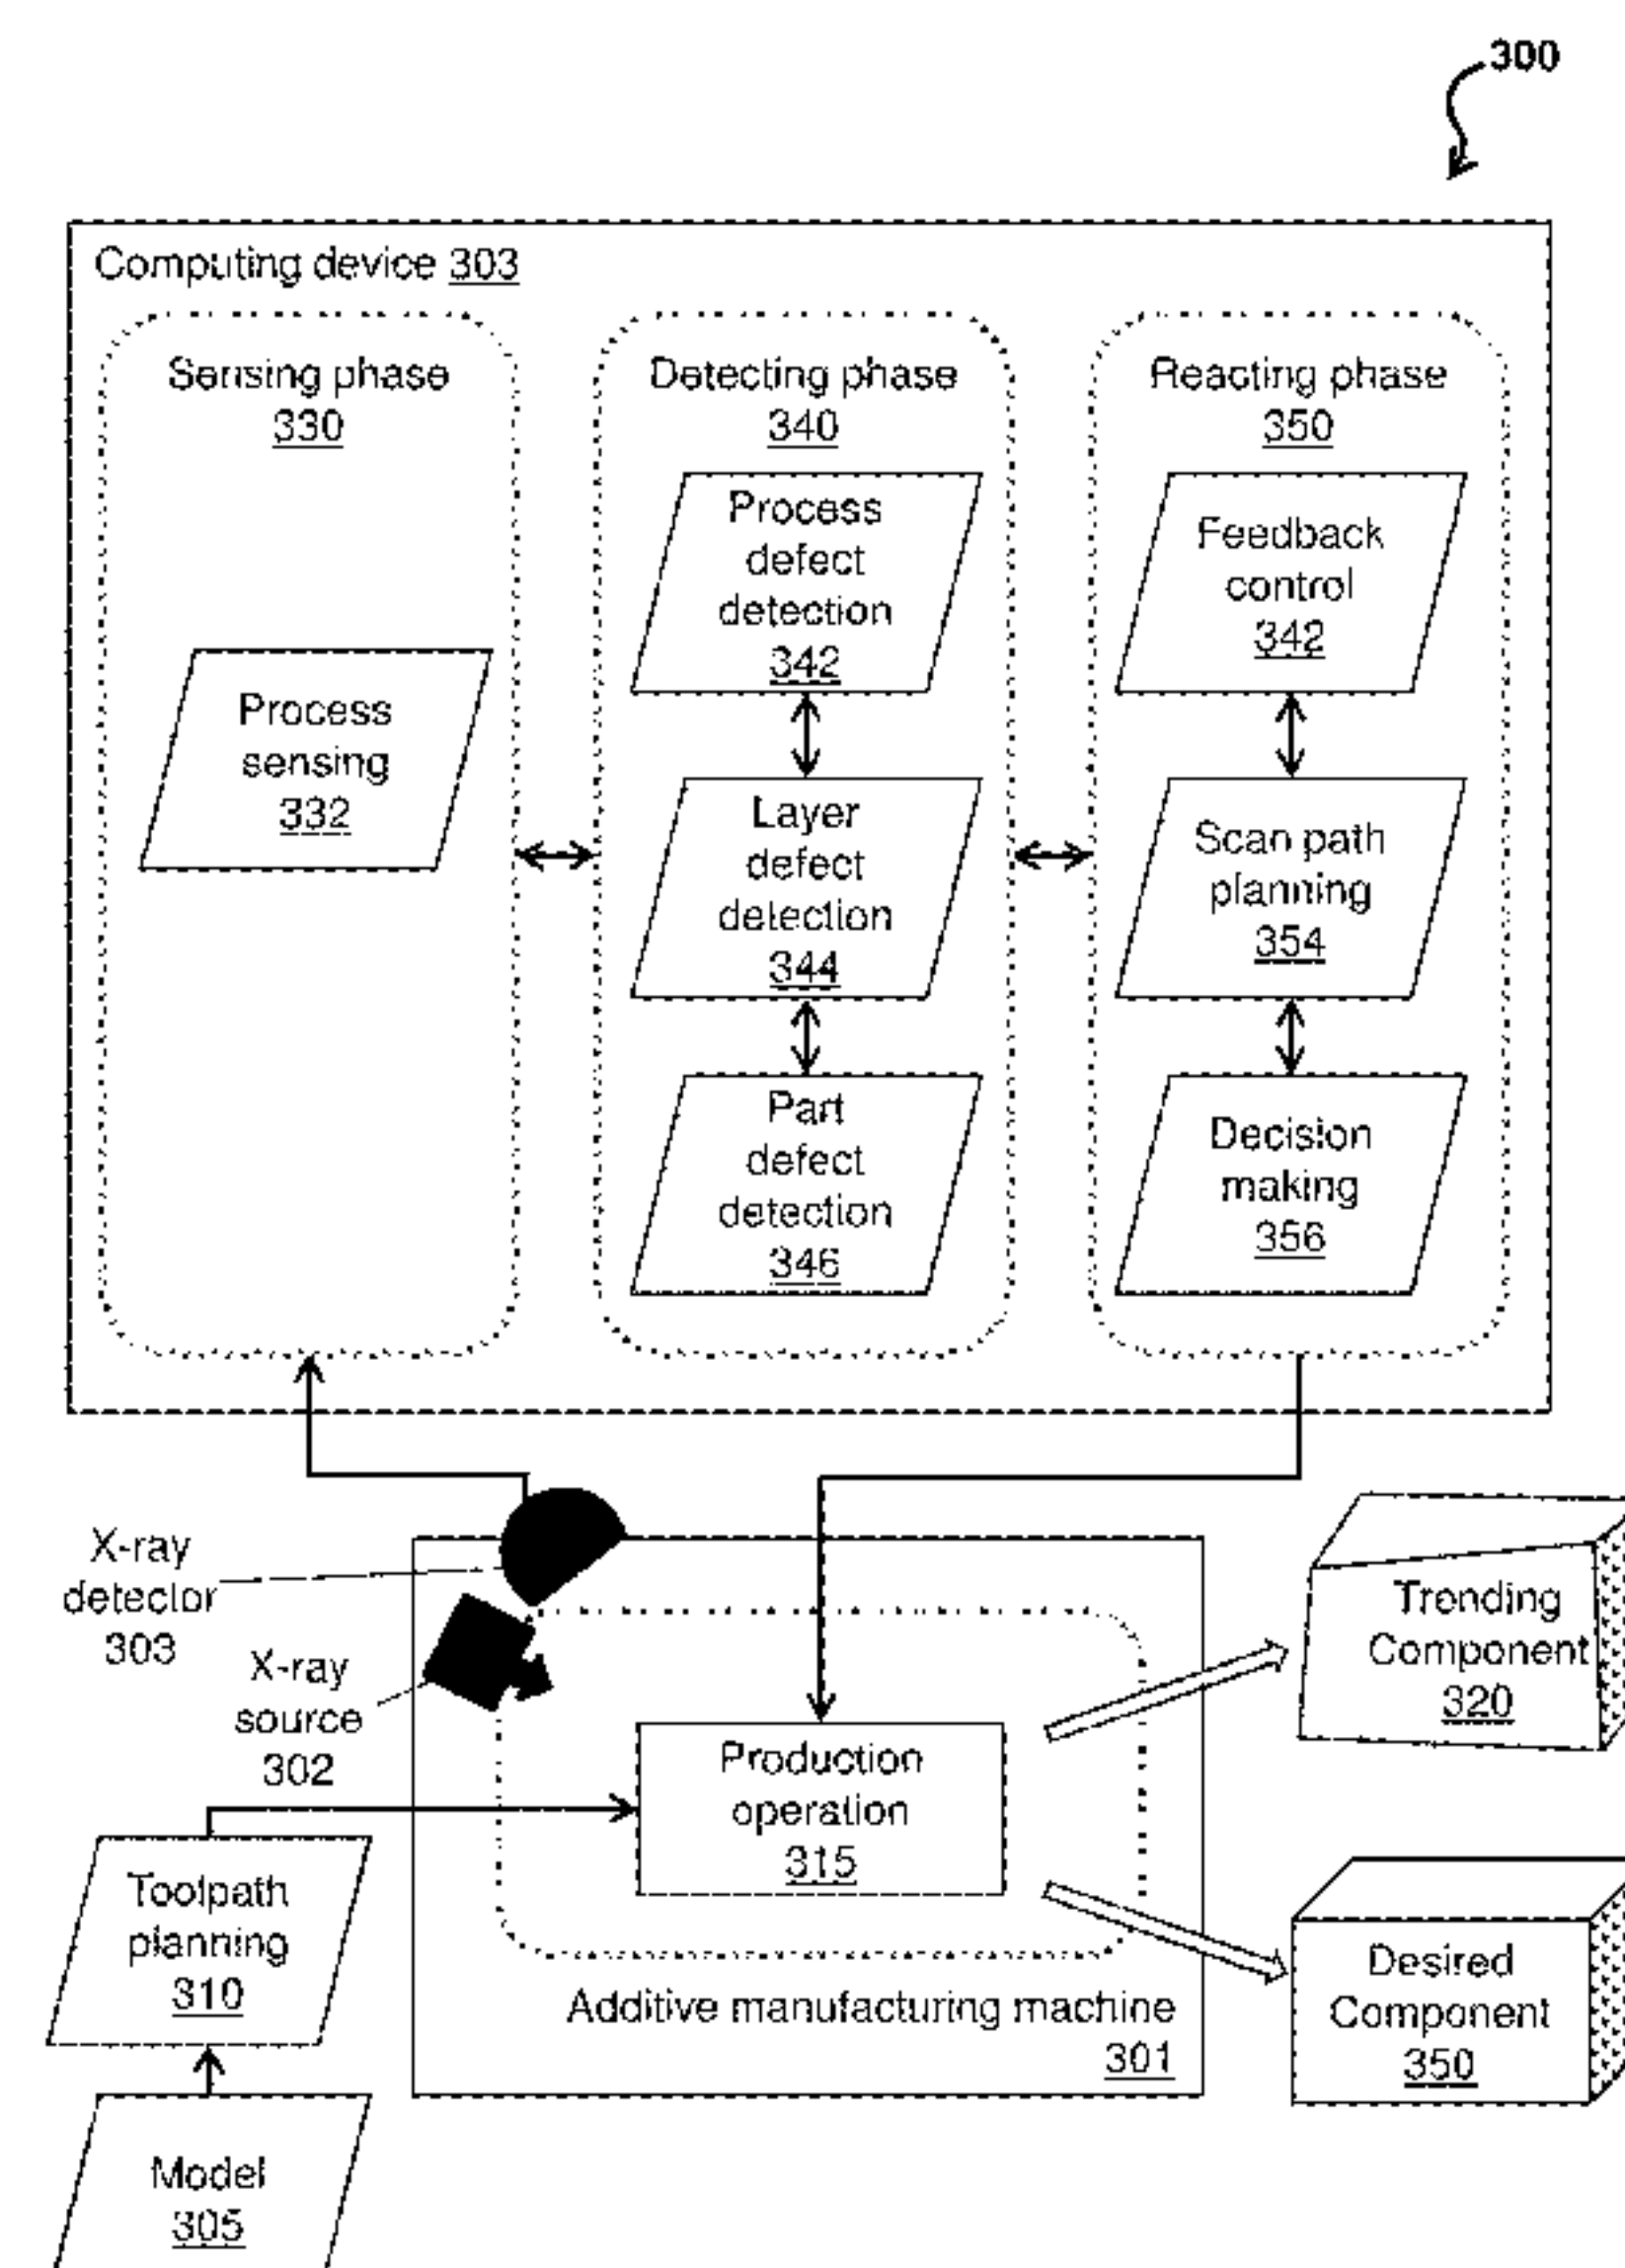 300
Computing device 303
Sensing phase
330
Process
sensing
332
Detecting phase
340
Process
defect
detection
342
Layer
defect
detection
344
Part
defect
detection
346
Reacting phase
350
Feedback
control
342
Scan path
planning
354
Decision
making
356
X-ray
detector
303
X-ray
source
302
Production
operation
315
Additive manufacturing machine
301
Trending
Component
320
Desired
Component
350
Toolpath
planning
310
Model
305